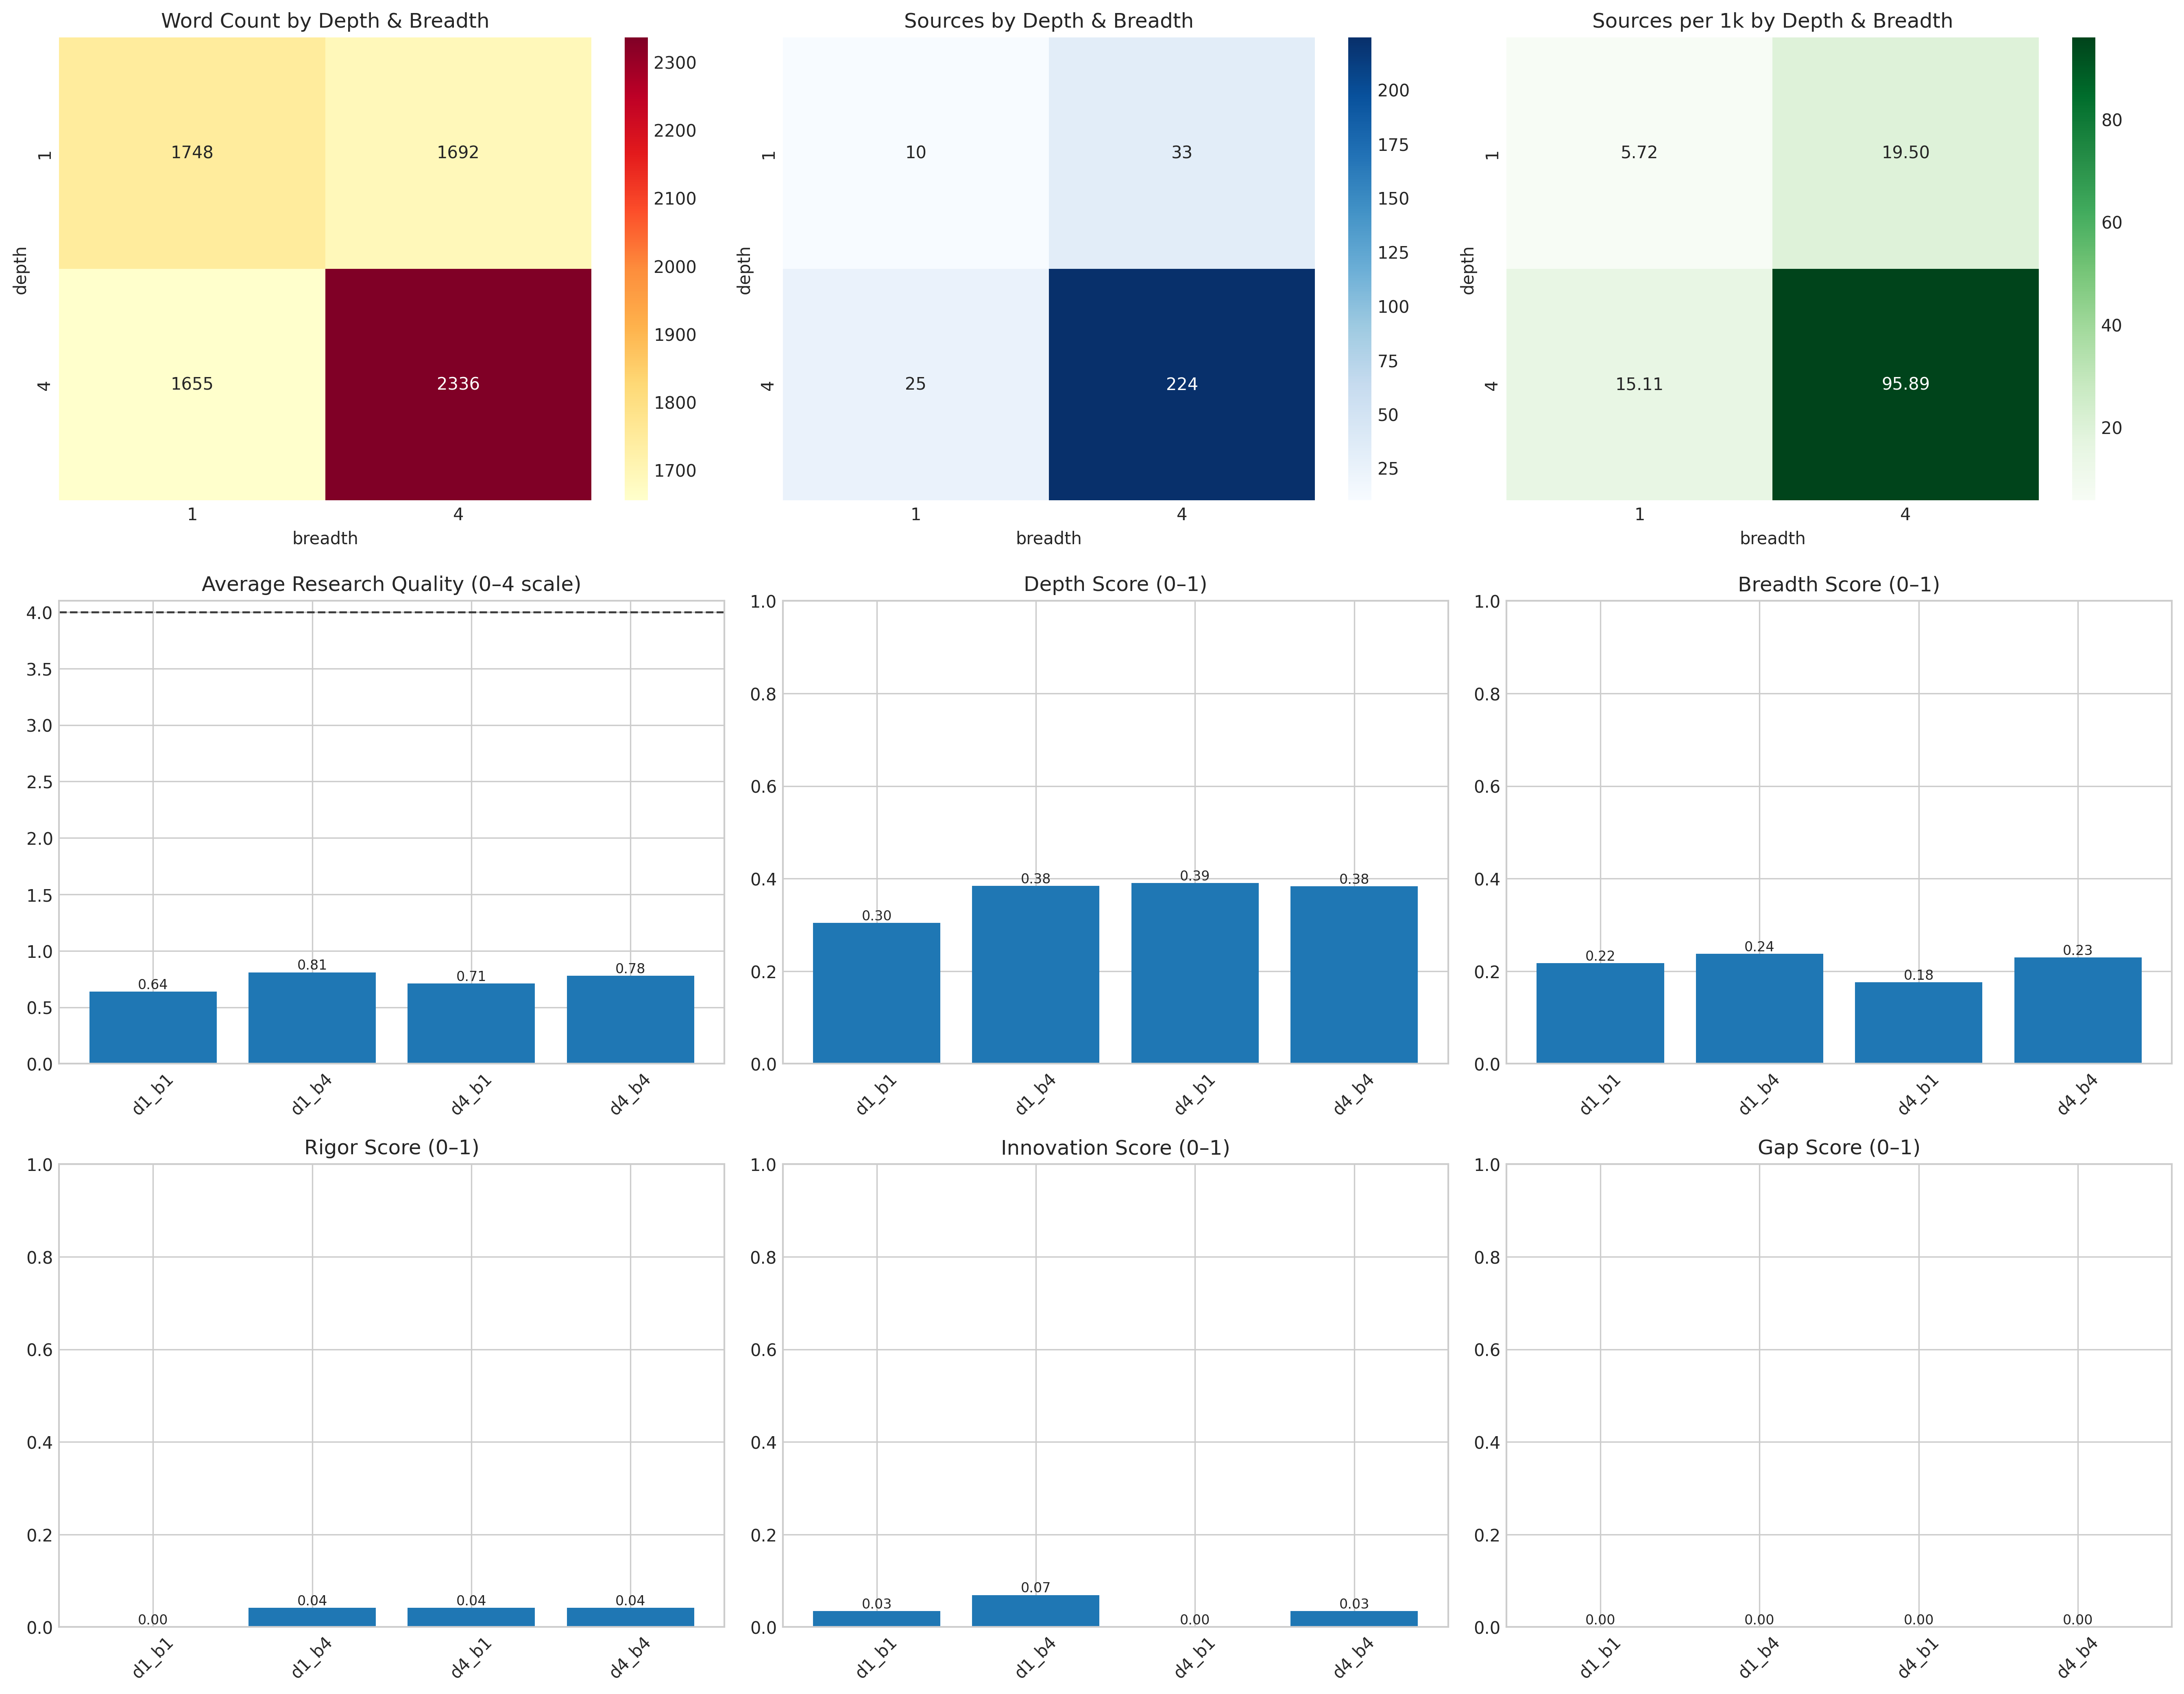 Word Count by Depth & Breadth
1748 1692
1655 2336
1
4
depth
1 4
breadth
2300
2200
2100
2000
1900
1800
1700
Sources by Depth & Breadth
10 33
25 224
1
4
depth
1 4
breadth
200
175
150
125
100
75
50
25
Sources per 1k by Depth & Breadth
5.72 19.50
15.11 95.89
1
4
depth
1 4
breadth
80
60
40
20
Average Research Quality (0–4 scale)
4.0
3.5
3.0
2.5
2.0
1.5
1.0
0.5
0.0
0.64 0.81 0.71 0.78
d1_b1 d1_b4 d4_b1 d4_b4
Depth Score (0–1)
1.0
0.8
0.6
0.4
0.2
0.0
0.30 0.38 0.39 0.38
d1_b1 d1_b4 d4_b1 d4_b4
Breadth Score (0–1)
1.0
0.8
0.6
0.4
0.2
0.0
0.22 0.24 0.18 0.23
d1_b1 d1_b4 d4_b1 d4_b4
Rigor Score (0–1)
1.0
0.8
0.6
0.4
0.2
0.0
0.00 0.04 0.04 0.04
d1_b1 d1_b4 d4_b1 d4_b4
Innovation Score (0–1)
1.0
0.8
0.6
0.4
0.2
0.0
0.03 0.07 0.00 0.03
d1_b1 d1_b4 d4_b1 d4_b4
Gap Score (0–1)
1.0
0.8
0.6
0.4
0.2
0.0
0.00 0.00 0.00 0.00
d1_b1 d1_b4 d4_b1 d4_b4